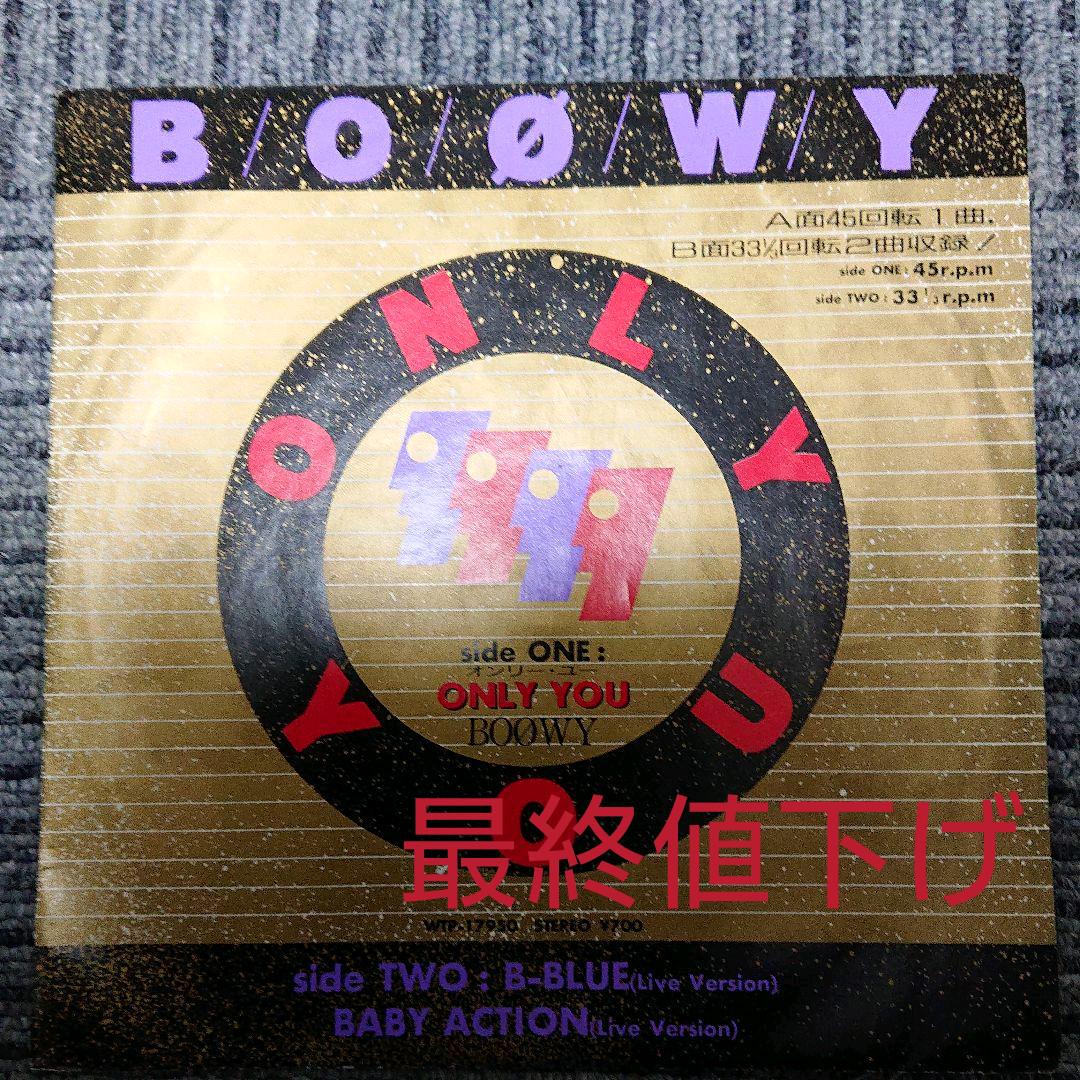 B/O/Ø/W/Y
A面45回転1曲、
B面33⅓回転2曲収録!
side ONE: 45r.p.m
side TWO: 33⅓r.p.m
ONLY YOU
side ONE:
オンリー・ユー
ONLY YOU
BOØWY
最終値下げ
WTP-17950 STEREO ¥700
side TWO: B-BLUE(Live Version)
BABY ACTION(Live Version)